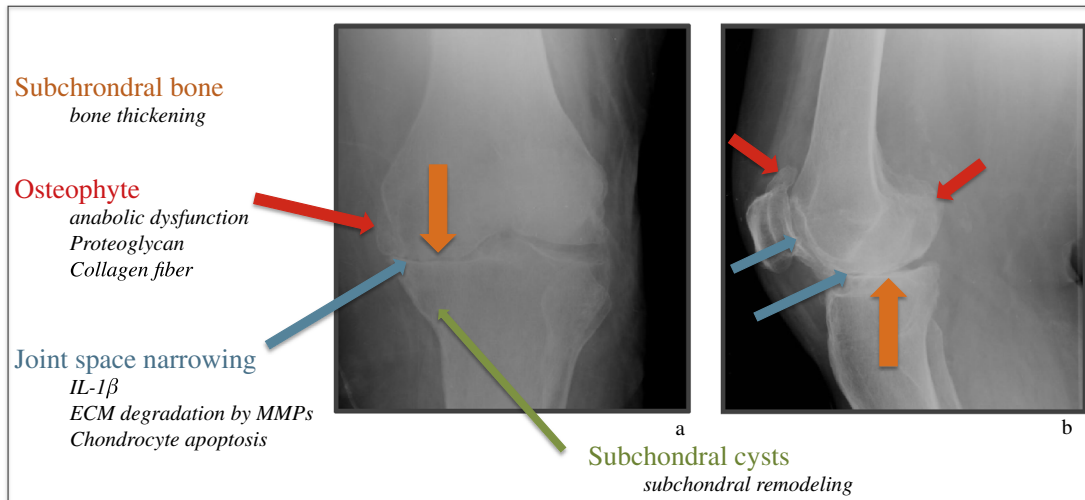 Subchrondral bone
bone thickening
Osteophyte
anabolic dysfunction
Proteoglycan
Collagen fiber
Joint space narrowing
IL-1β
ECM degradation by MMPs
Chondrocyte apoptosis
a
b
Subchondral cysts
subchondral remodeling